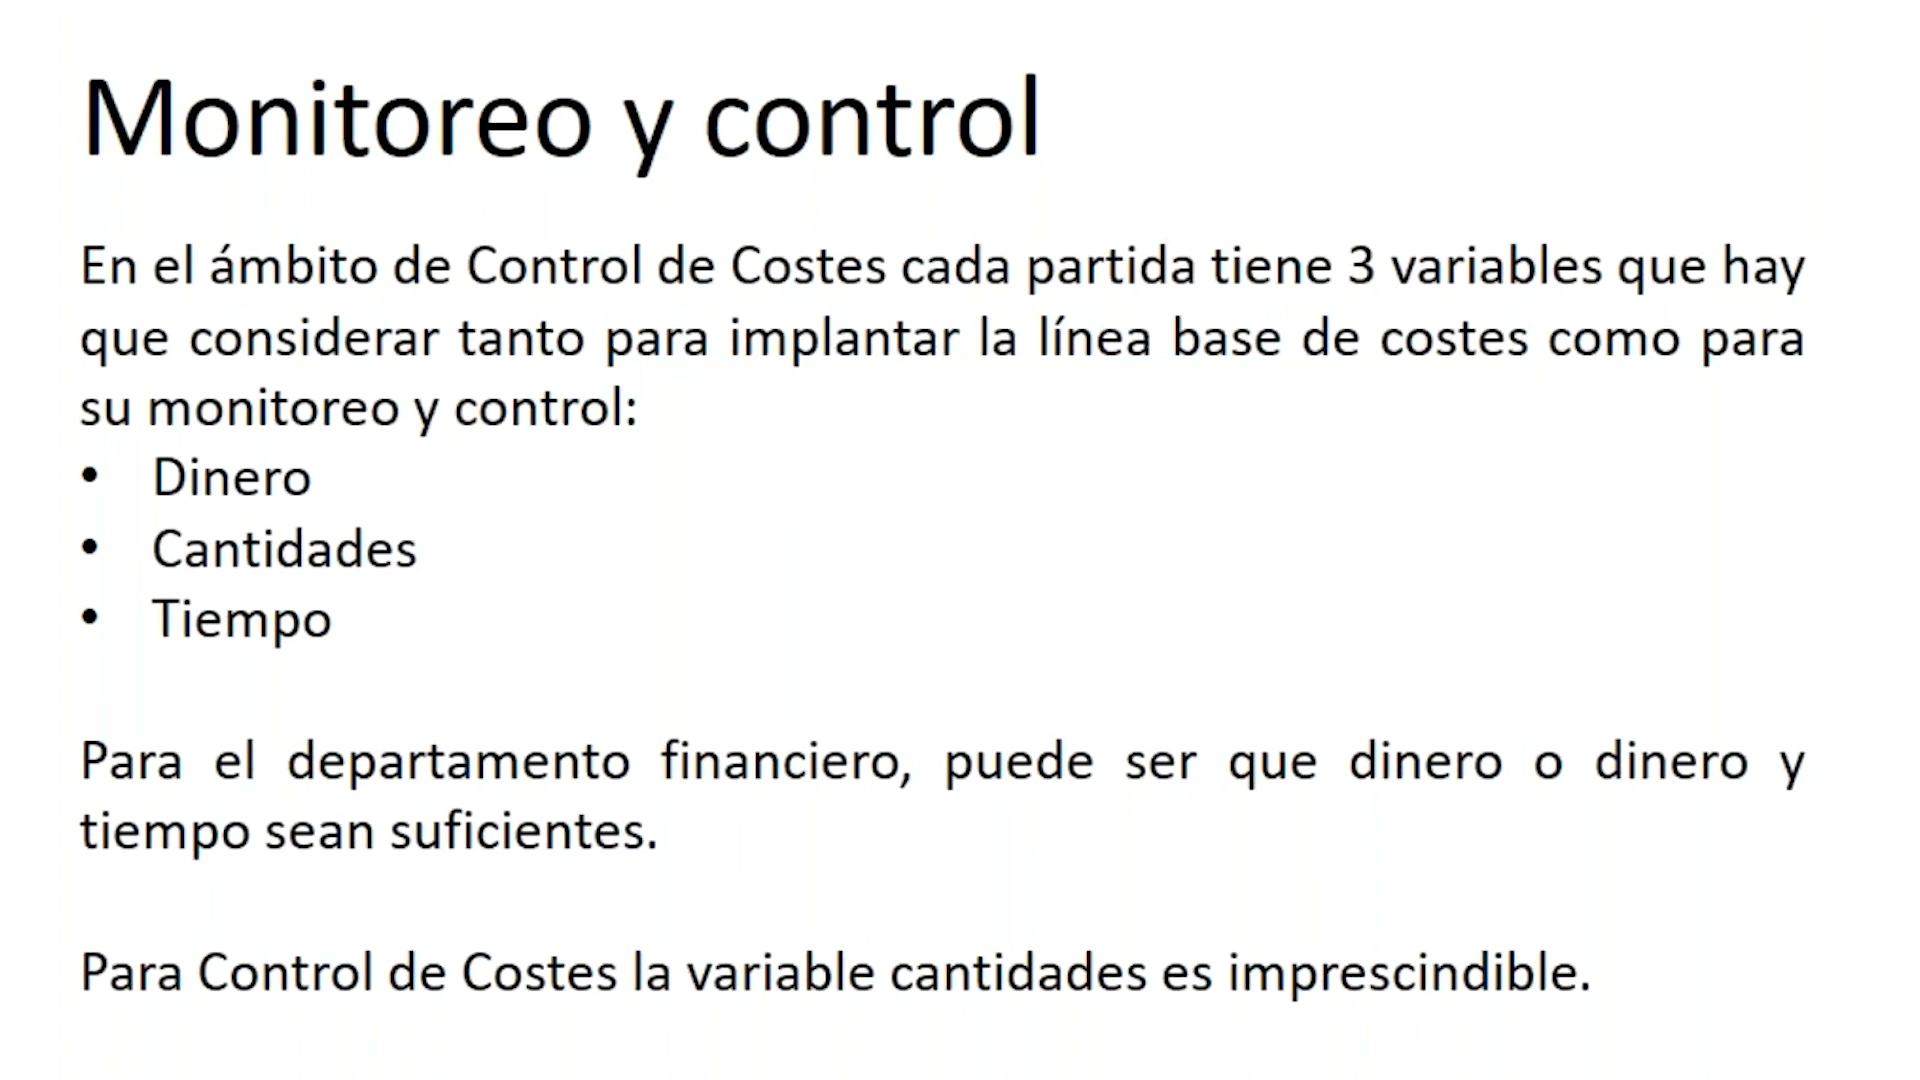 Monitoreo y control
En el ámbito de Control de Costes cada partida tiene 3 variables que hay
que considerar tanto para implantar la línea base de costes como para
su monitoreo y control:
• Dinero
• Cantidades
• Tiempo
Para el departamento financiero, puede ser que dinero o dinero y
tiempo sean suficientes.
Para Control de Costes la variable cantidades es imprescindible.